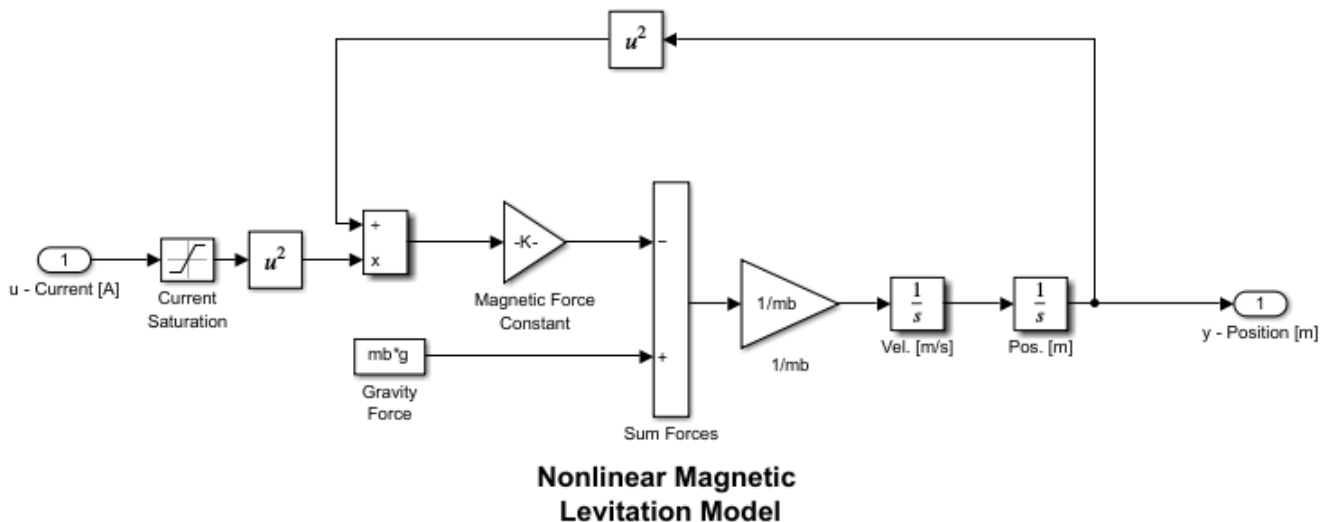 u²
÷
x
1
u - Current [A]
Current
Saturation
u²
-K-
Magnetic Force
Constant
mb*g
Gravity
Force
−
+
Sum Forces
1/mb
1/mb
1
s
Vel. [m/s]
1
s
Pos. [m]
1
y - Position [m]
Nonlinear Magnetic
Levitation Model